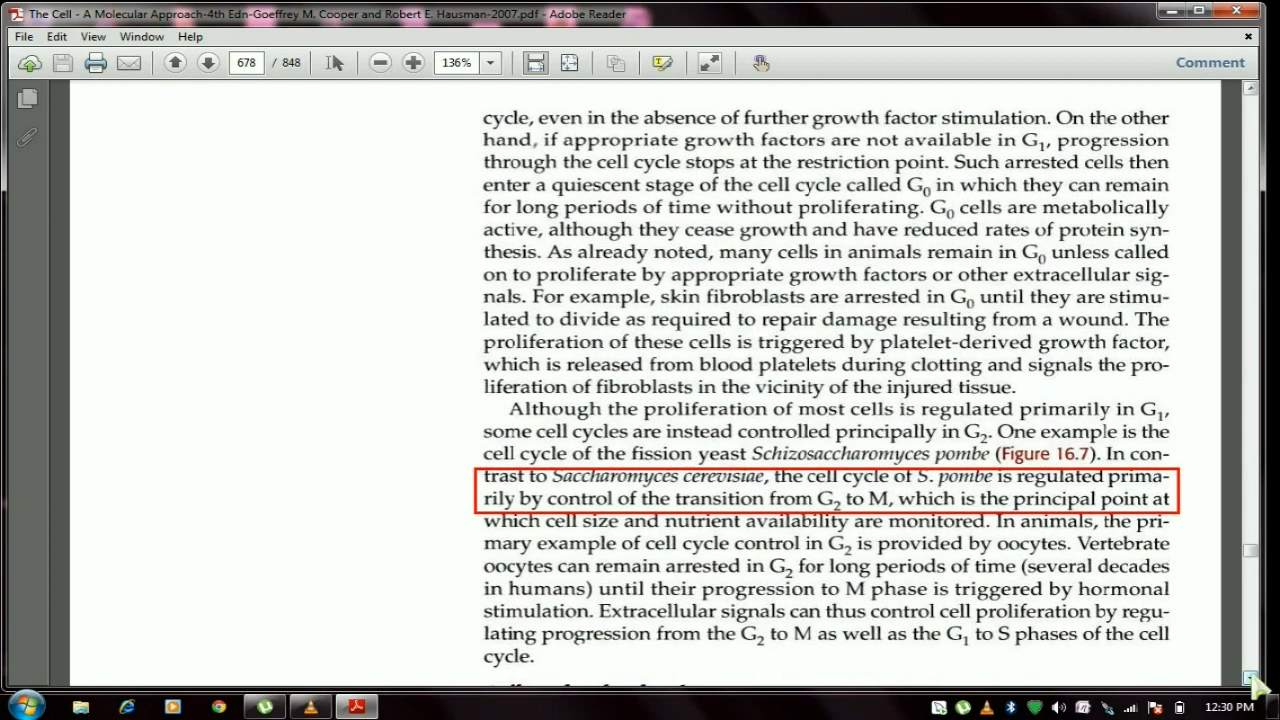 The Cell - A Molecular Approach-4th Edn-Goeffrey M. Cooper and Robert E. Hausman-2007.pdf - Adobe Reader
File Edit View Window Help
678 / 848 136% Comment
cycle, even in the absence of further growth factor stimulation. On the other
hand, if appropriate growth factors are not available in G₁, progression
through the cell cycle stops at the restriction point. Such arrested cells then
enter a quiescent stage of the cell cycle called G₀ in which they can remain
for long periods of time without proliferating. G₀ cells are metabolically
active, although they cease growth and have reduced rates of protein syn-
thesis. As already noted, many cells in animals remain in G₀ unless called
on to proliferate by appropriate growth factors or other extracellular sig-
nals. For example, skin fibroblasts are arrested in G₀ until they are stimu-
lated to divide as required to repair damage resulting from a wound. The
proliferation of these cells is triggered by platelet-derived growth factor,
which is released from blood platelets during clotting and signals the pro-
liferation of fibroblasts in the vicinity of the injured tissue.
Although the proliferation of most cells is regulated primarily in G₁,
some cell cycles are instead controlled principally in G₂. One example is the
cell cycle of the fission yeast Schizosaccharomyces pombe (Figure 16.7). In con-
trast to Saccharomyces cerevisiae, the cell cycle of S. pombe is regulated prima-
rily by control of the transition from G₂ to M, which is the principal point at
which cell size and nutrient availability are monitored. In animals, the pri-
mary example of cell cycle control in G₂ is provided by oocytes. Vertebrate
oocytes can remain arrested in G₂ for long periods of time (several decades
in humans) until their progression to M phase is triggered by hormonal
stimulation. Extracellular signals can thus control cell proliferation by regu-
lating progression from the G₂ to M as well as the G₁ to S phases of the cell
cycle.
12:30 PM